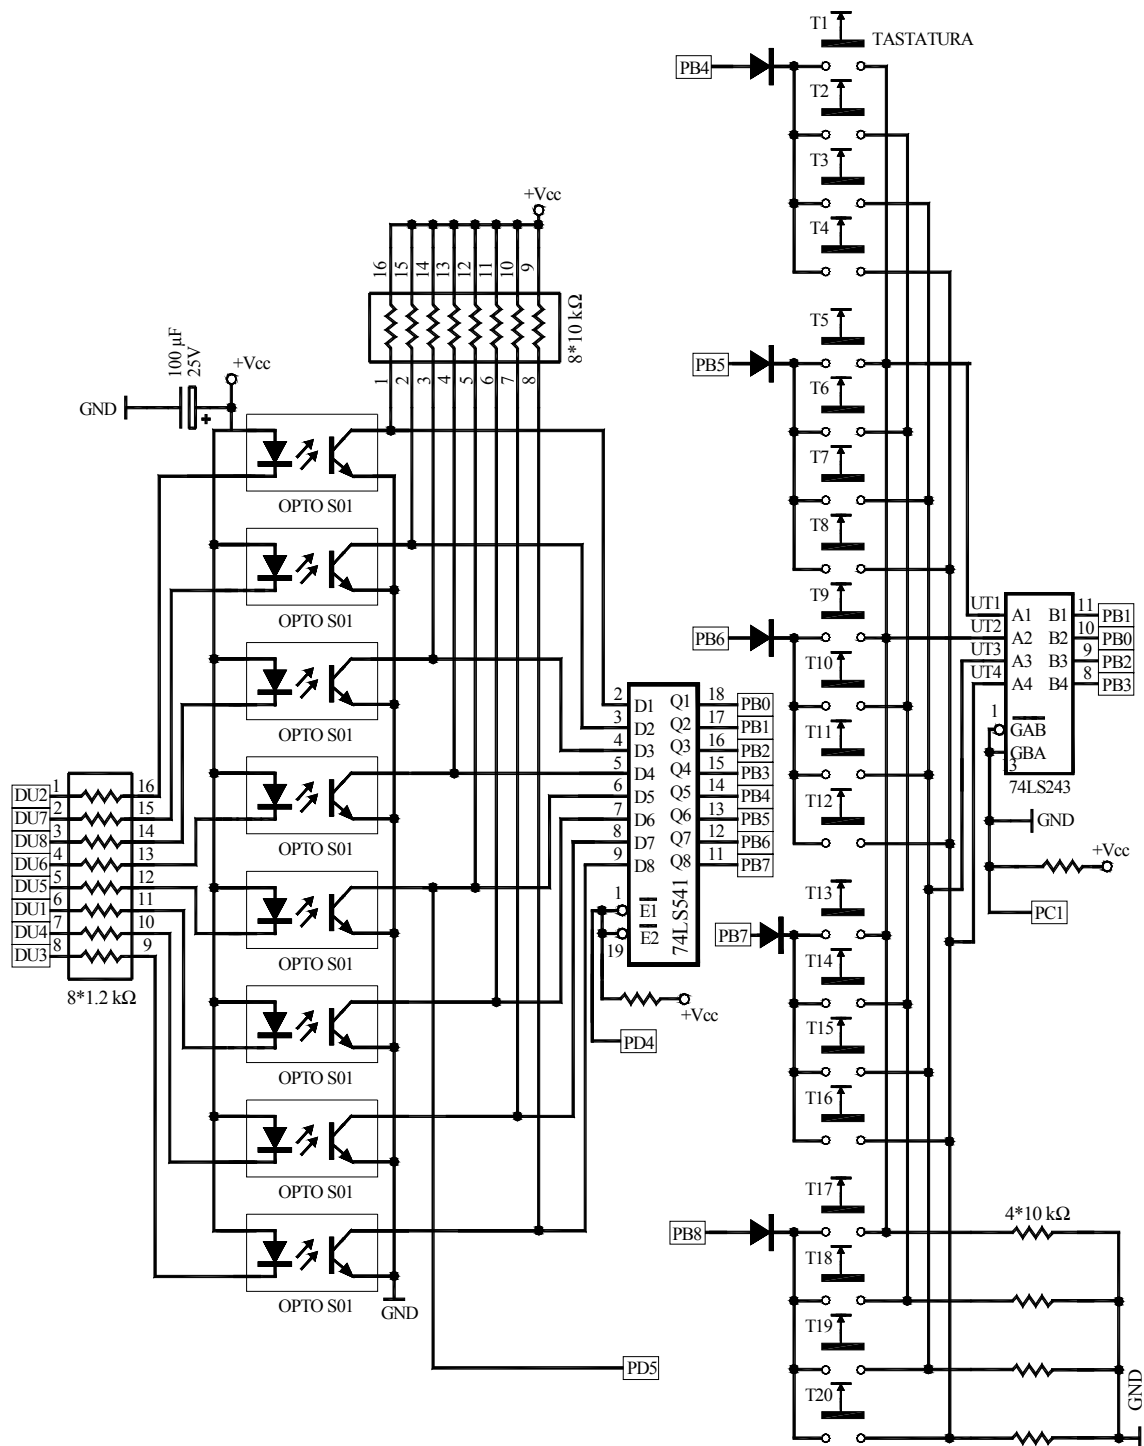 T1
TASTATURA
PB4
T2
T3
T4
+Vcc
16 15 14 13 12 11 10 9
8*10 kΩ
1 2 3 4 5 6 7 8
100 µF
25V
+Vcc
GND
+
OPTO S01
OPTO S01
OPTO S01
OPTO S01
OPTO S01
OPTO S01
OPTO S01
OPTO S01
GND
DU2 1 16
DU7 2 15
DU8 3 14
DU6 4 13
DU5 5 12
DU1 6 11
DU4 7 10
DU3 8 9
8*1.2 kΩ
2 D1 Q1 18 PB0
3 D2 Q2 17 PB1
4 D3 Q3 16 PB2
5 D4 Q4 15 PB3
6 D5 Q5 14 PB4
7 D6 Q6 13 PB5
8 D7 Q7 12 PB6
9 D8 Q8 11 PB7
1 E1
19 E2
74LS541
+Vcc
PD4
PD5
T5
PB5
T6
T7
T8
T9
PB6
T10
T11
T12
T13
PB7
T14
T15
T16
T17
PB8
T18
T19
T20
UT1 A1 B1 11 PB1
UT2 A2 B2 10 PB0
UT3 A3 B3 9 PB2
UT4 A4 B4 8 PB3
1 GAB
GBA
13
74LS243
GND
+Vcc
PC1
4*10 kΩ
GND